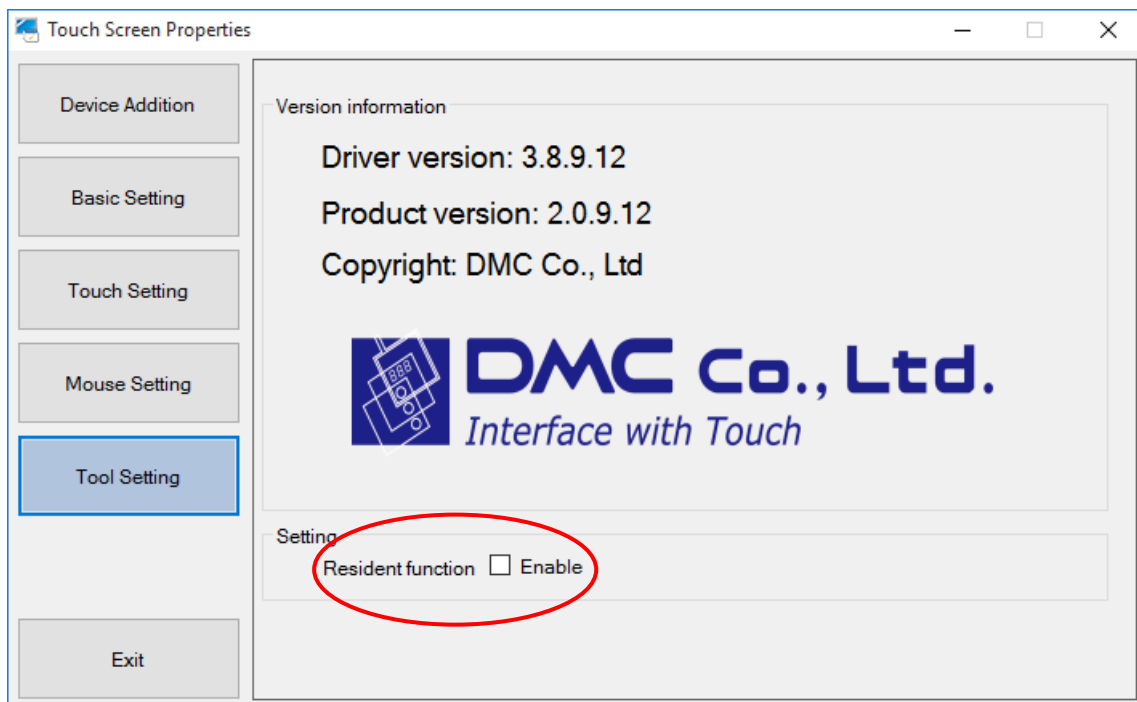 Touch Screen Properties
Device Addition
Basic Setting
Touch Setting
Mouse Setting
Tool Setting
Exit
Version information
Driver version: 3.8.9.12
Product version: 2.0.9.12
Copyright: DMC Co., Ltd
888
DMC Co., Ltd.
Interface with Touch
Setting
Resident function Enable